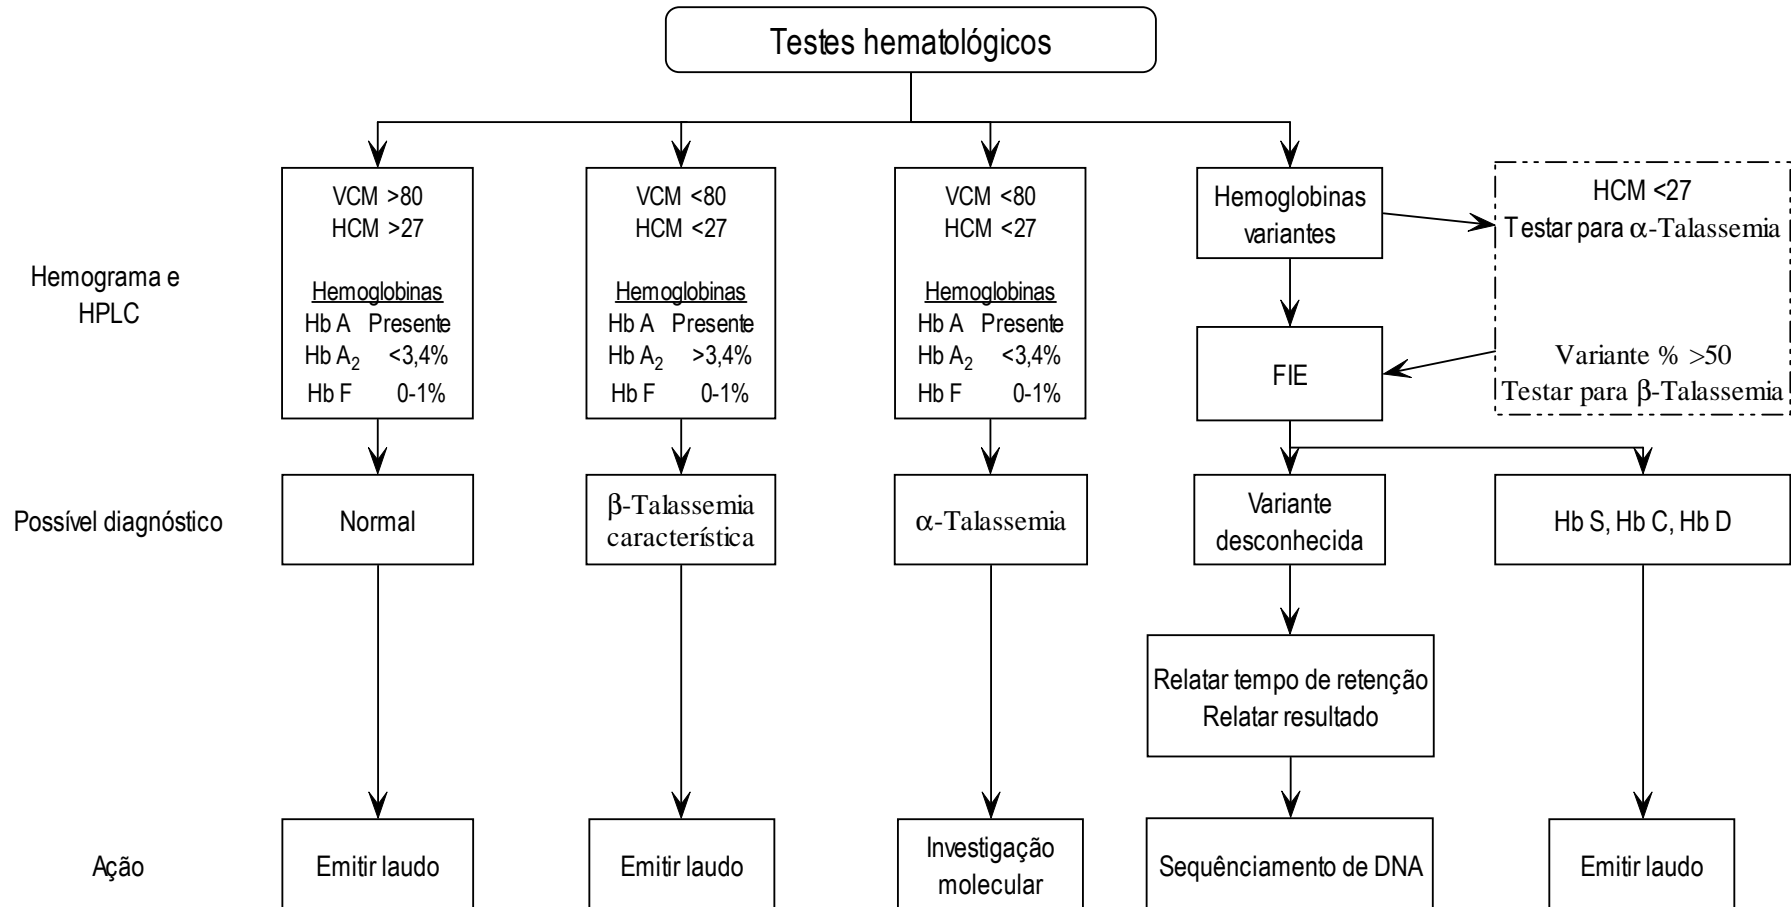 Testes hematológicos
Hemograma e
HPLC
VCM >80
HCM >27
Hemoglobinas
Hb A Presente
Hb A2 <3,4%
Hb F 0-1%
VCM <80
HCM <27
Hemoglobinas
Hb A Presente
Hb A2 >3,4%
Hb F 0-1%
VCM <80
HCM <27
Hemoglobinas
Hb A Presente
Hb A2 <3,4%
Hb F 0-1%
Hemoglobinas
variantes
FIE
HCM <27
Testar para α-Talassemia
Variante % >50
Testar para β-Talassemia
Possível diagnóstico
Normal
β-Talassemia
característica
α-Talassemia
Variante
desconhecida
Hb S, Hb C, Hb D
Relatar tempo de retenção
Relatar resultado
Ação
Emitir laudo
Emitir laudo
Investigação
molecular
Sequênciamento de DNA
Emitir laudo